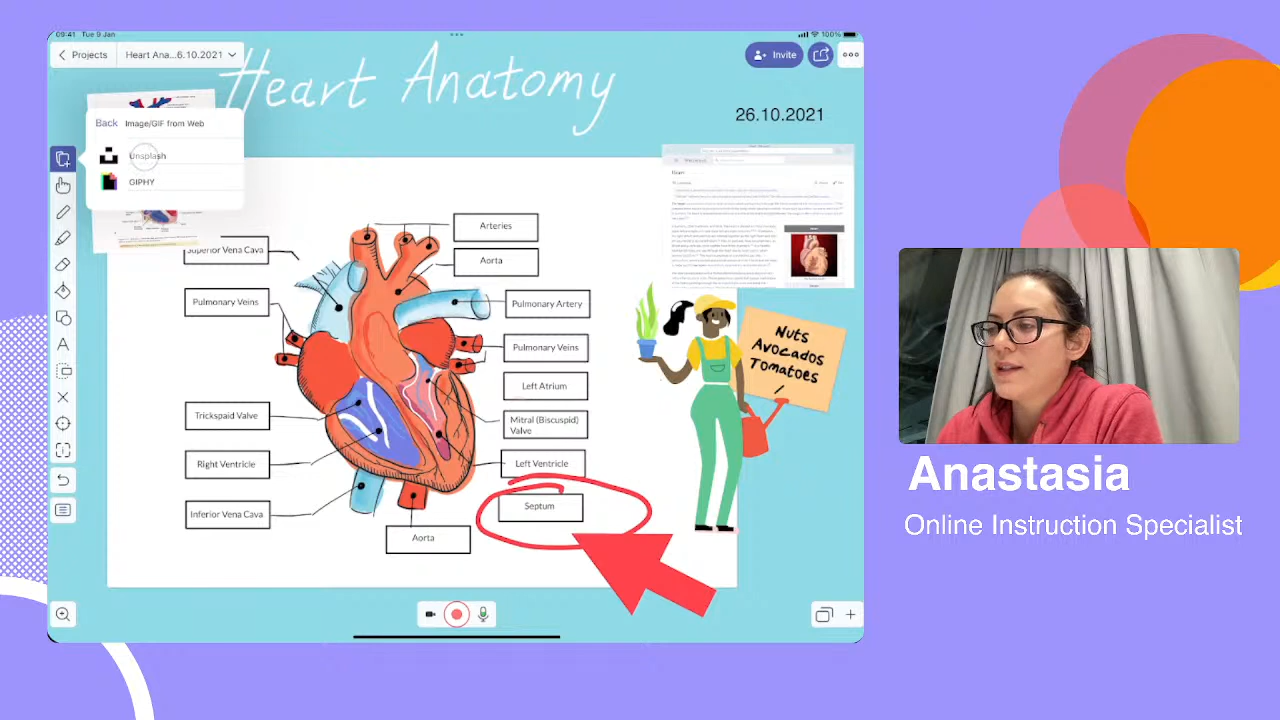 09:41 Tue 9 Jan
100%
Projects
Heart Ana...6.10.2021
Invite
Heart Anatomy
26.10.2021
Back Image/GIF from Web
Unsplash
GIPHY
Superior Vena Cava
Pulmonary Veins
Trickspaid Valve
Right Ventricle
Inferior Vena Cava
Arteries
Aorta
Pulmonary Artery
Pulmonary Veins
Left Atrium
Mitral (Biscuspid)
Valve
Left Ventricle
Septum
Aorta
Nuts
Avocados
Tomatoes
/
A
Anastasia
Online Instruction Specialist